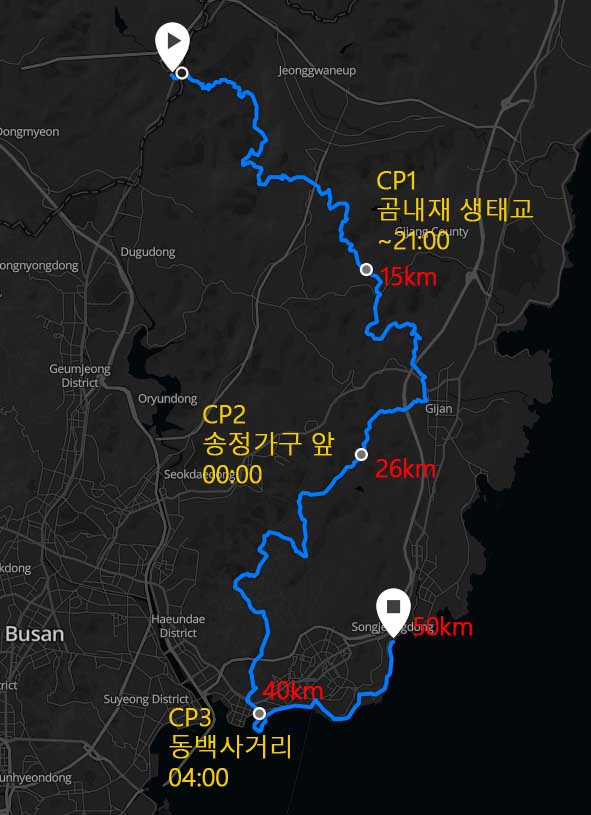 Jeonggwaneup
Dongmyeon
CP1
곰내재 생태교
~21:00
Gijang County
15km
Dugudong
ongnyongdong
Geumjeong
District
Oryundong
Gijan
CP2
송정가구 앞
00:00
26km
Seokdaedong
kdong
Haeundae
District
Busan
50km
trict
Suyeong District
40km
CP3
동백사거리
04:00
unhyeondong